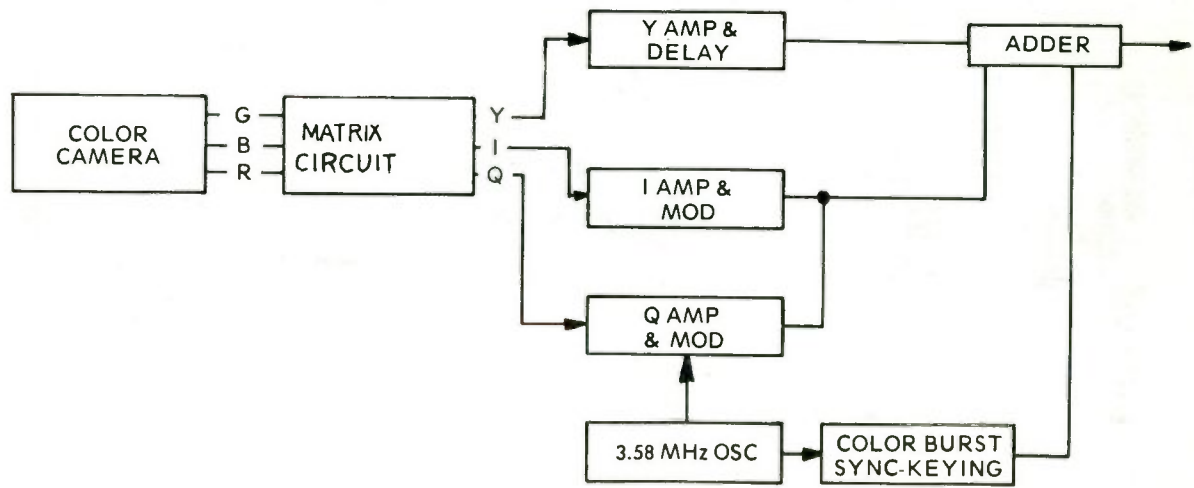 COLOR
CAMERA
G
B
R
MATRIX
CIRCUIT
Y
I
Q
Y AMP &
DELAY
I AMP &
MOD
Q AMP
& MOD
3.58 MHz OSC
COLOR BURST
SYNC-KEYING
ADDER